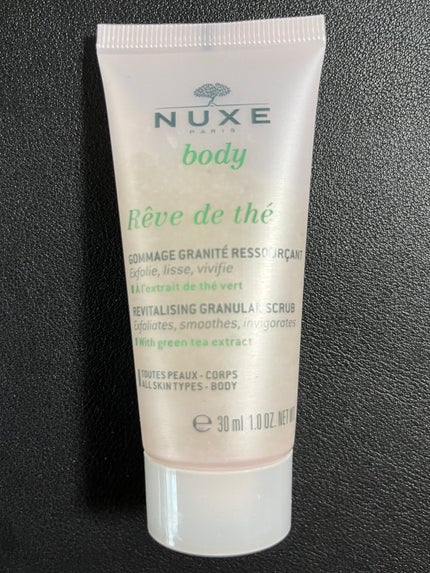 NUXE
PARIS
body
Rêve de thé
GOMMAGE GRANITÉ RESSOURÇANT
Exfolie, lisse, vivifie
À l'extrait de thé vert
REVITALISING GRANULAR SCRUB
Exfoliates, smoothes, invigorates
With green tea extract
TOUTES PEAUX - CORPS
ALL SKIN TYPES - BODY
℮ 30 ml 1.0 OZ. NET